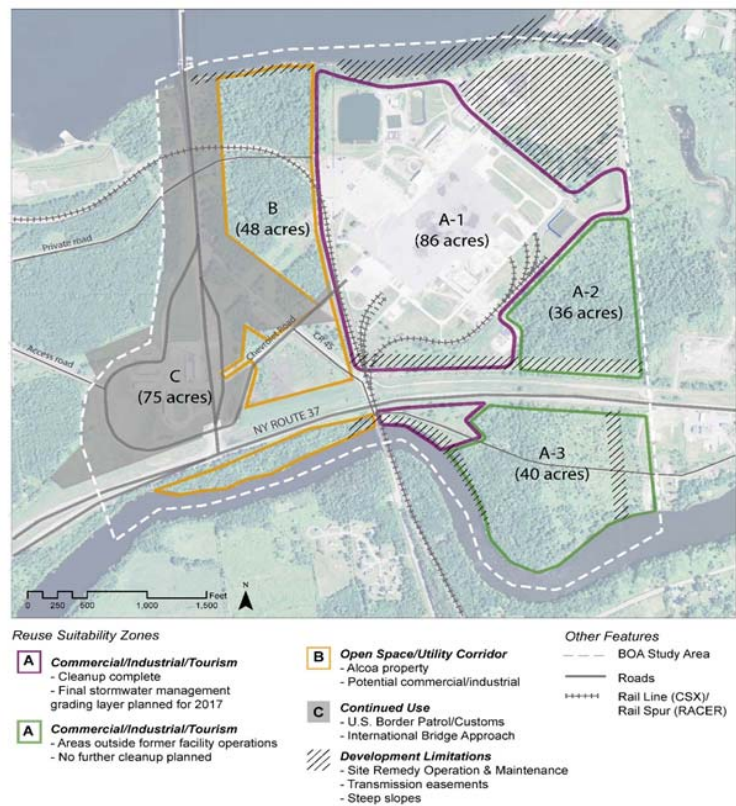 B
(48 acres)
A-1
(86 acres)
A-2
(36 acres)
Private road
Chevrolet Road
CR 45
Access road
C
(75 acres)
NY ROUTE 37
A-3
(40 acres)
Feet
0 250 500 1,000 1,500
N
Reuse Suitability Zones
A Commercial/Industrial/Tourism
- Cleanup complete
- Final stormwater management
grading layer planned for 2017
A Commercial/Industrial/Tourism
- Areas outside former facility operations
- No further cleanup planned
B Open Space/Utility Corridor
- Alcoa property
- Potential commercial/industrial
C Continued Use
- U.S. Border Patrol/Customs
- International Bridge Approach
Development Limitations
- Site Remedy Operation & Maintenance
- Transmission easements
- Steep slopes
Other Features
BOA Study Area
Roads
Rail Line (CSX)/
Rail Spur (RACER)